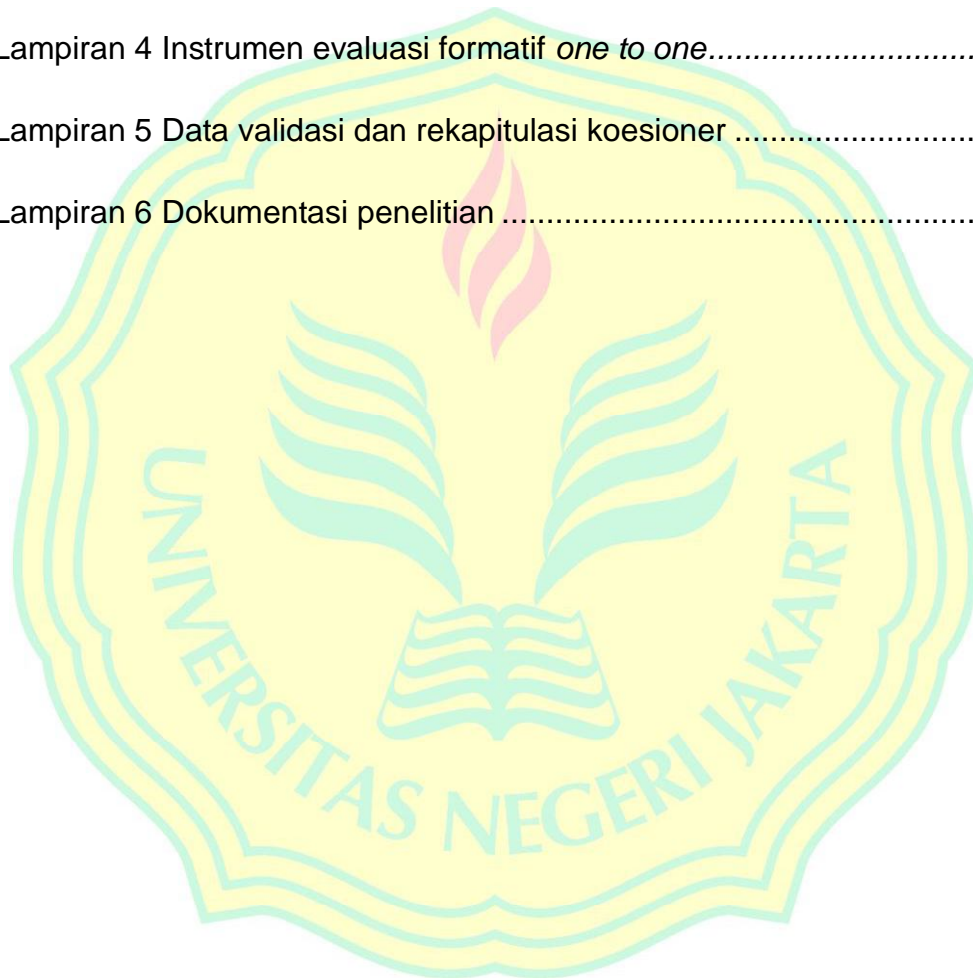 Lampiran 4 Instrumen evaluasi formatif one to one..............................
Lampiran 5 Data validasi dan rekapitulasi koesioner ...........................
Lampiran 6 Dokumentasi penelitian .....................................................
UNIVERSITAS NEGERI JAKARTA